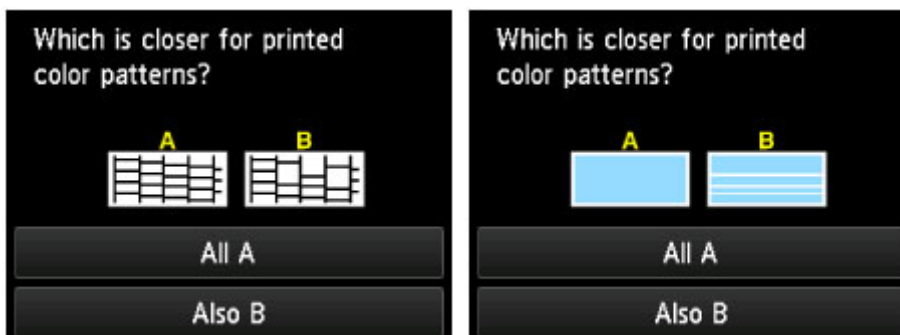 Which is closer for printed
color patterns?
A B
All A
Also B
Which is closer for printed
color patterns?
A B
All A
Also B